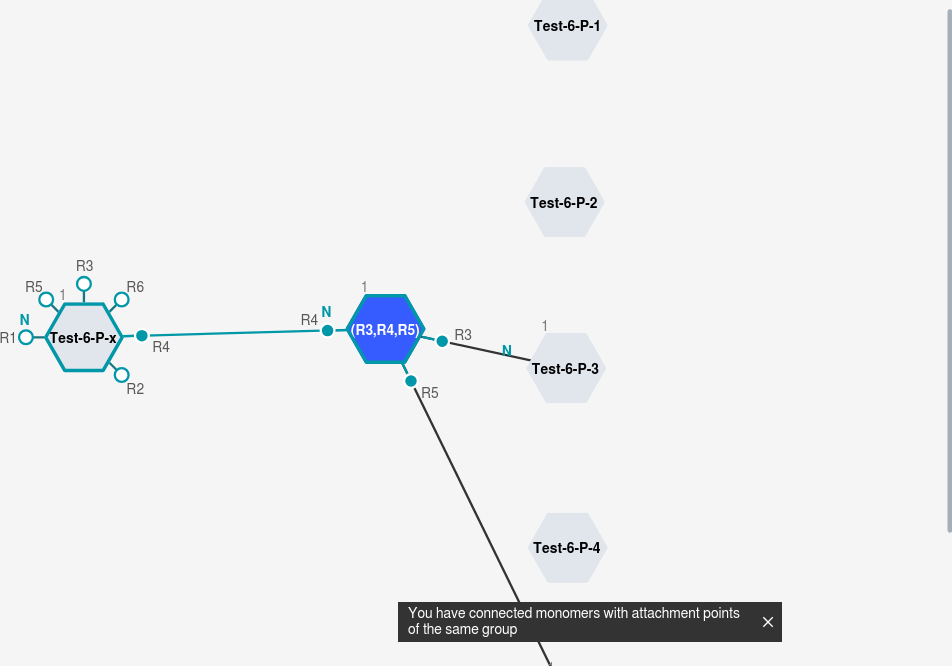 Test-6-P-1
Test-6-P-2
R3
R5
1
R6
N
R1
Test-6-P-x
R4
R2
1
N
R4
(R3,R4,R5)
R3
R5
1
N
Test-6-P-3
Test-6-P-4
You have connected monomers with attachment points
of the same group